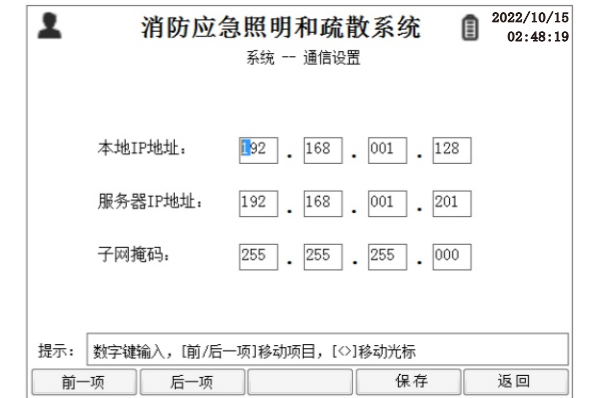 消防应急照明和疏散系统
2022/10/15
02:48:19
系统 -- 通信设置
本地IP地址: 192 . 168 . 001 . 128
服务器IP地址: 192 . 168 . 001 . 201
子网掩码: 255 . 255 . 255 . 000
提示: 数字键输入, [前/后一项]移动项目, [<>]移动光标
前一项 后一项 保存 返回